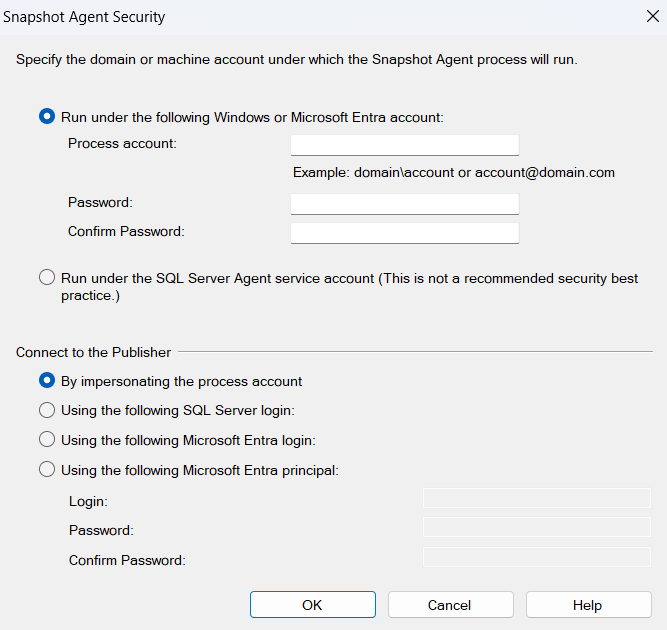 Snapshot Agent Security
Specify the domain or machine account under which the Snapshot Agent process will run.
Run under the following Windows or Microsoft Entra account:
Process account:
Example: domain\account or account@domain.com
Password:
Confirm Password:
Run under the SQL Server Agent service account (This is not a recommended security best
practice.)
Connect to the Publisher
By impersonating the process account
Using the following SQL Server login:
Using the following Microsoft Entra login:
Using the following Microsoft Entra principal:
Login:
Password:
Confirm Password:
OK Cancel Help